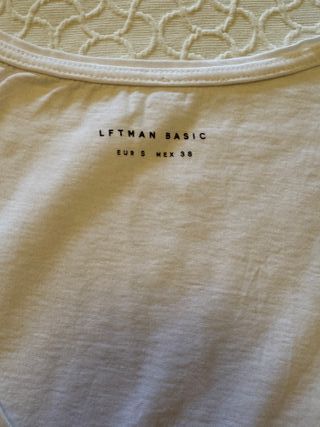 LFTMAN BASIC
EUR S MEX 36